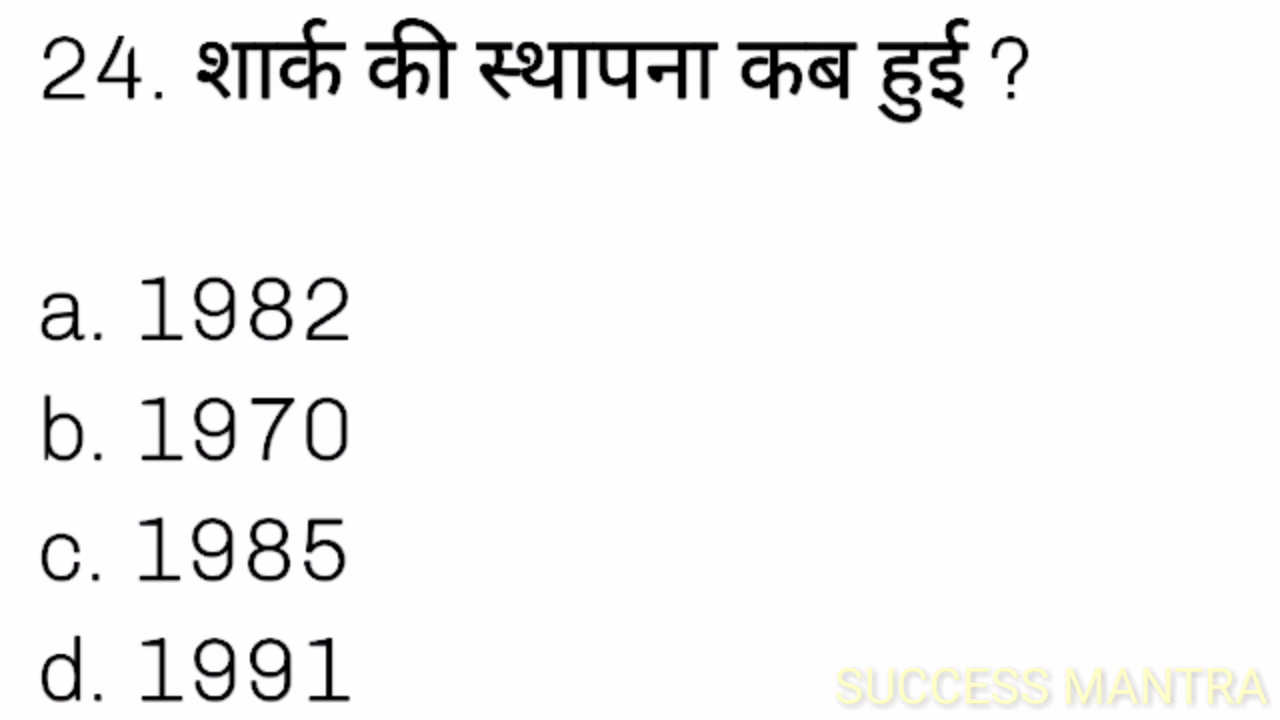 24. शार्क की स्थापना कब हुई ?
a. 1982
b. 1970
c. 1985
d. 1991
SUCCESS MANTRA